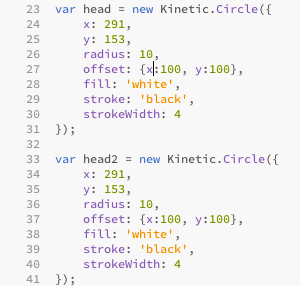 23 var head = new Kinetic.Circle({
24     x: 291,
25     y: 153,
26     radius: 10,
27     offset: {x:100, y:100},
28     fill: 'white',
29     stroke: 'black',
30     strokeWidth: 4
31 });
32
33 var head2 = new Kinetic.Circle({
34     x: 291,
35     y: 153,
36     radius: 10,
37     offset: {x:100, y:100},
38     fill: 'white',
39     stroke: 'black',
40     strokeWidth: 4
41 });